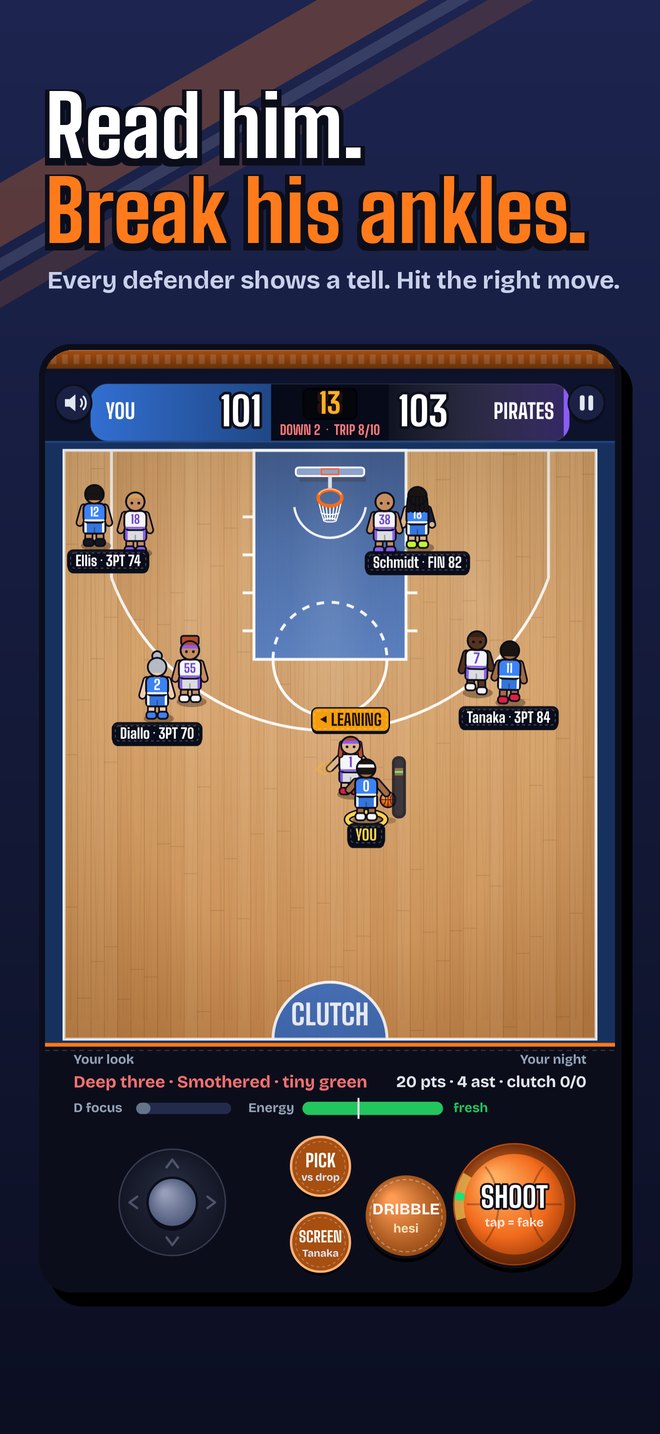 Read him.
Break his ankles.
Every defender shows a tell. Hit the right move.
YOU 101 13 103 PIRATES
DOWN 2 · TRIP 8/10
12
18
38
18
Ellis · 3PT 74
Schmidt · FIN 82
55
2
7
11
Diallo · 3PT 70
Tanaka · 3PT 84
◂ LEANING
1
0
YOU
CLUTCH
Your look
Your night
Deep three · Smothered · tiny green
20 pts · 4 ast · clutch 0/0
D focus
Energy
fresh
PICK
vs drop
DRIBBLE
hesi
SHOOT
tap = fake
SCREEN
Tanaka